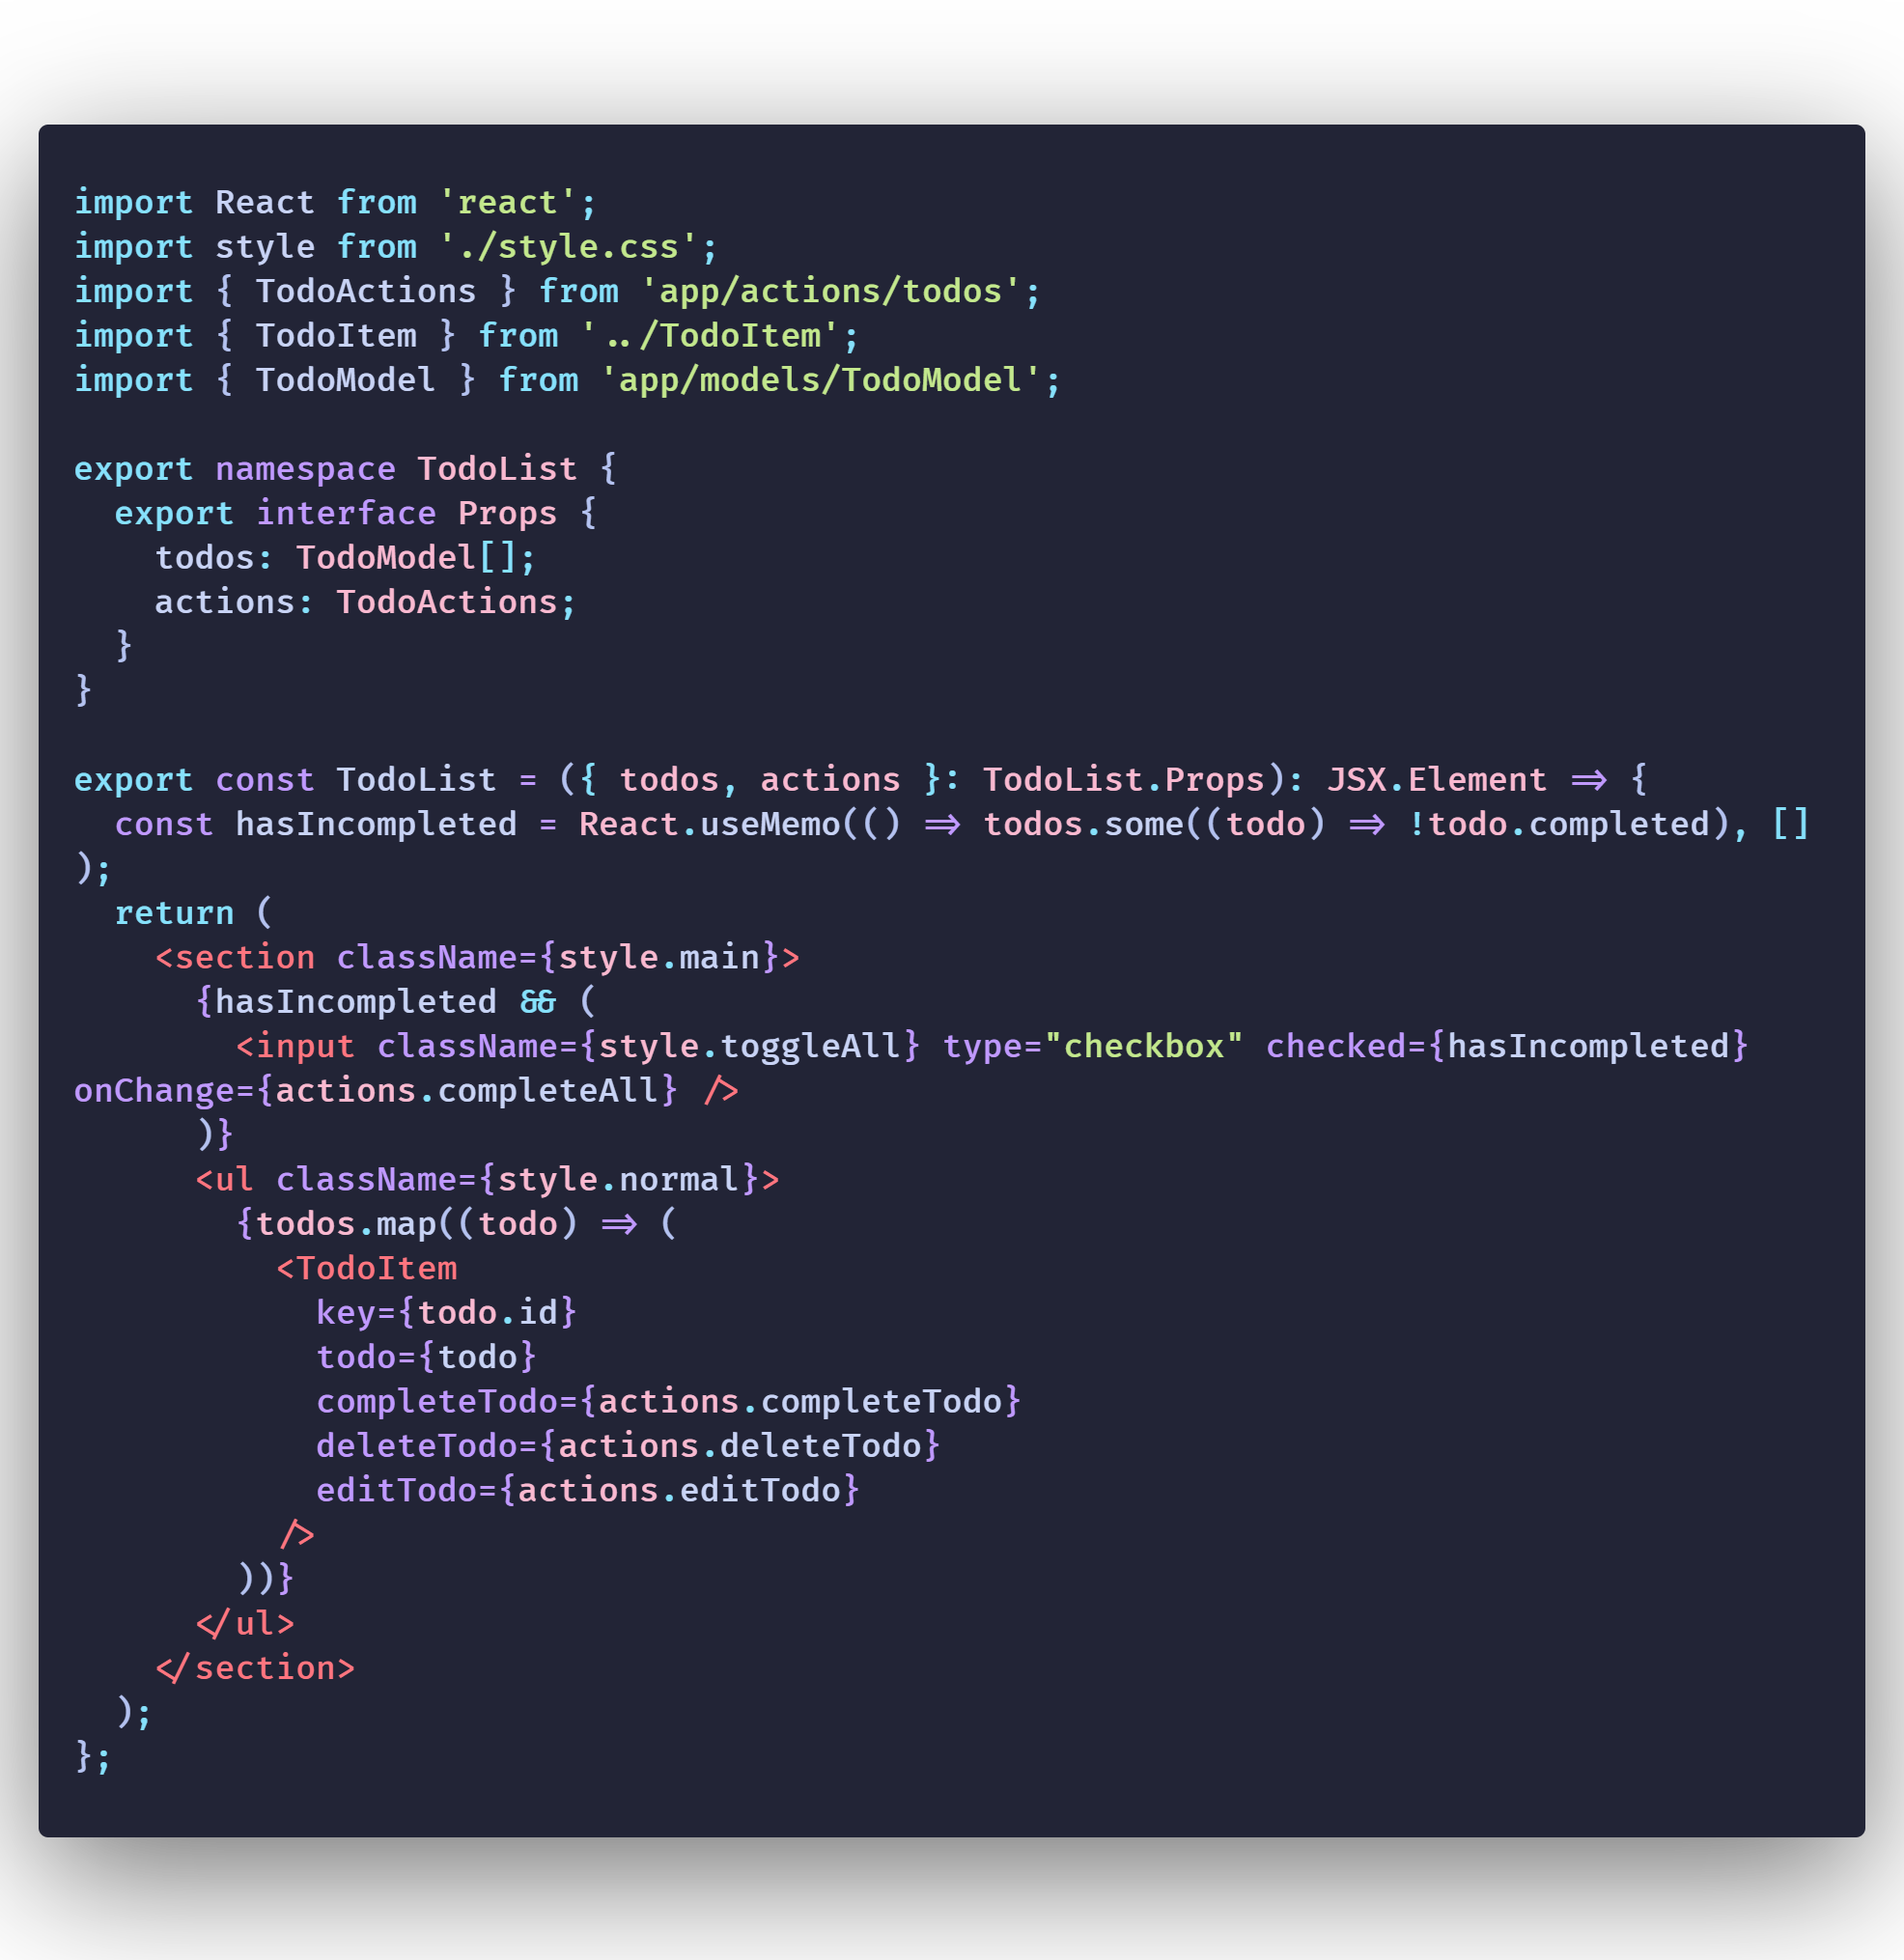 import React from 'react';
import style from './style.css';
import { TodoActions } from 'app/actions/todos';
import { TodoItem } from '../TodoItem';
import { TodoModel } from 'app/models/TodoModel';

export namespace TodoList {
  export interface Props {
    todos: TodoModel[];
    actions: TodoActions;
  }
}

export const TodoList = ({ todos, actions }: TodoList.Props): JSX.Element => {
  const hasIncompleted = React.useMemo(() => todos.some((todo) => !todo.completed), []
);
  return (
    <section className={style.main}>
      {hasIncompleted && (
        <input className={style.toggleAll} type="checkbox" checked={hasIncompleted}
onChange={actions.completeAll} />
      )}
      <ul className={style.normal}>
        {todos.map((todo) => (
          <TodoItem
            key={todo.id}
            todo={todo}
            completeTodo={actions.completeTodo}
            deleteTodo={actions.deleteTodo}
            editTodo={actions.editTodo}
          />
        ))}
      </ul>
    </section>
  );
};